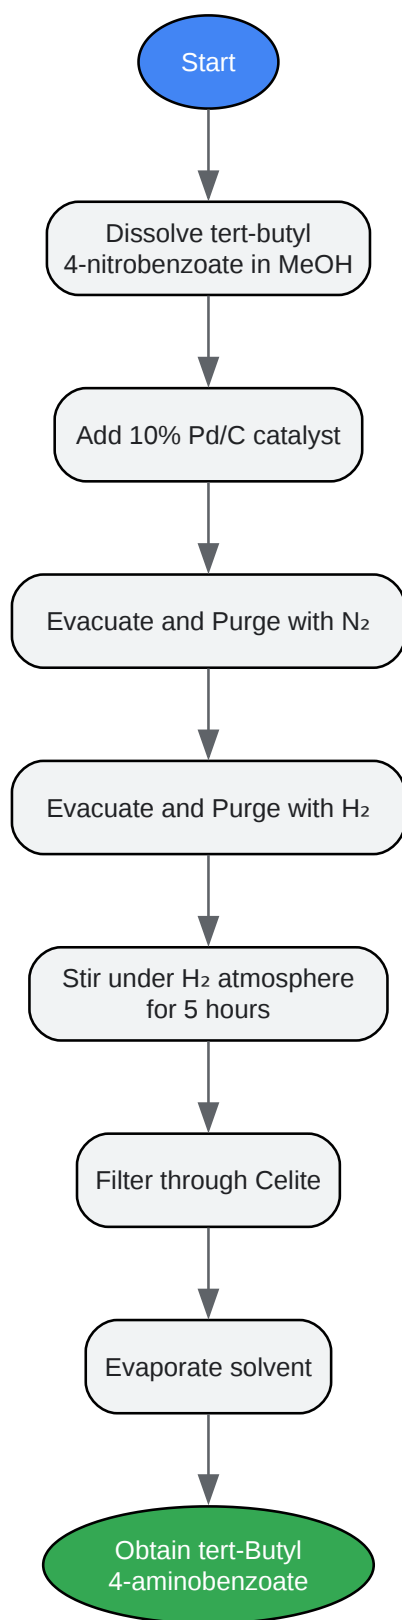 Start
Dissolve tert-butyl
4-nitrobenzoate in MeOH
Add 10% Pd/C catalyst
Evacuate and Purge with N₂
Evacuate and Purge with H₂
Stir under H₂ atmosphere
for 5 hours
Filter through Celite
Evaporate solvent
Obtain tert-Butyl
4-aminobenzoate